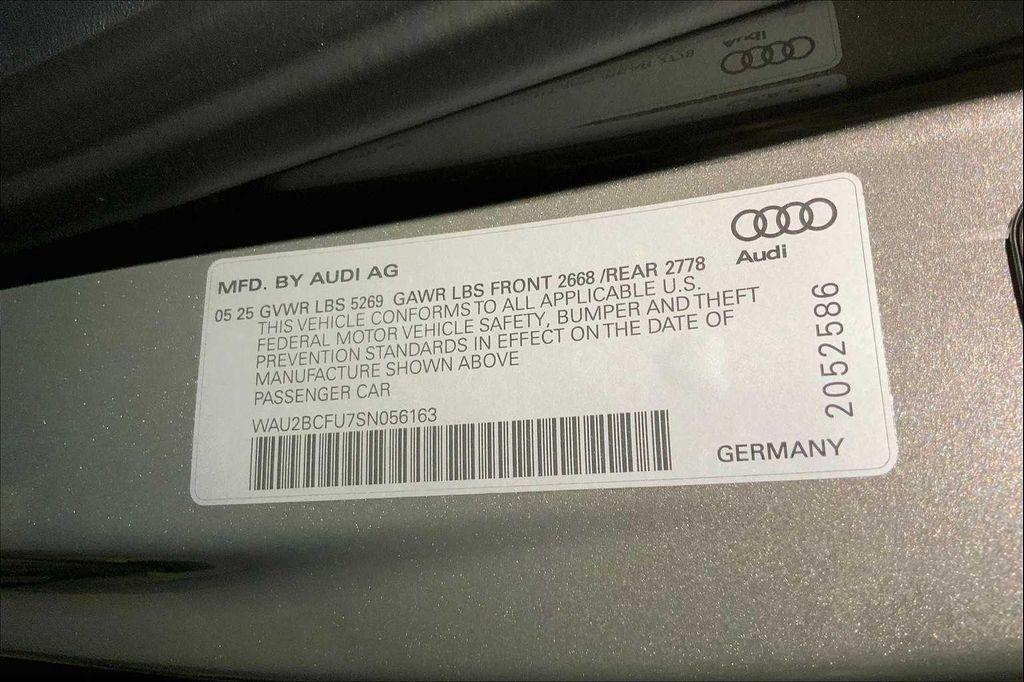 MFD. BY AUDI AG
Audi
05 25 GVWR LBS 5269 GAWR LBS FRONT 2668 /REAR 2778
THIS VEHICLE CONFORMS TO ALL APPLICABLE U.S.
FEDERAL MOTOR VEHICLE SAFETY, BUMPER AND THEFT
PREVENTION STANDARDS IN EFFECT ON THE DATE OF
MANUFACTURE SHOWN ABOVE
PASSENGER CAR
WAU2BCFU7SN056163
2052586
GERMANY